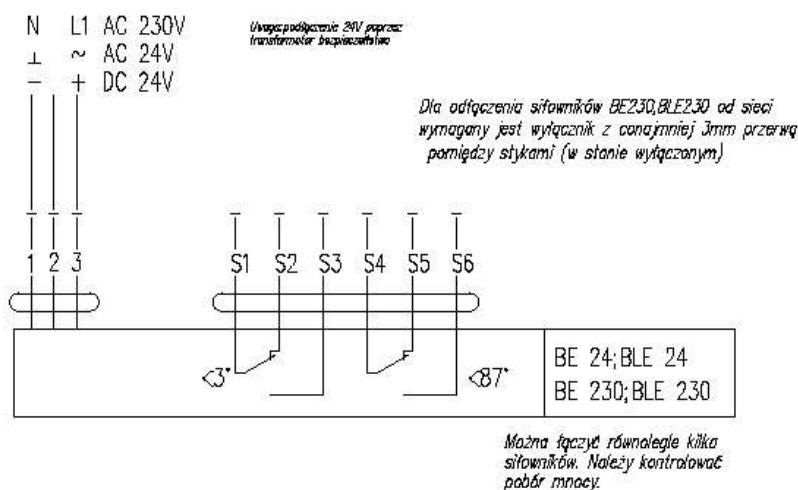 N L1 AC 230V
⊥ ~ AC 24V
− + DC 24V
Uwaga:podłączenie 24V poprzez
transformator bezpieczeństwa
Dla odłączenia siłowników BE230,BLE230 od sieci
wymagany jest wyłącznik z conajmniej 3mm przerwą
pomiędzy stykami (w stanie wyłączonym)
1 2 3 S1 S2 S3 S4 S5 S6
<3° <87°
BE 24;BLE 24
BE 230;BLE 230
Można łączyć równolegle kilka
siłowników. Należy kontrolować
pobór mnocy.